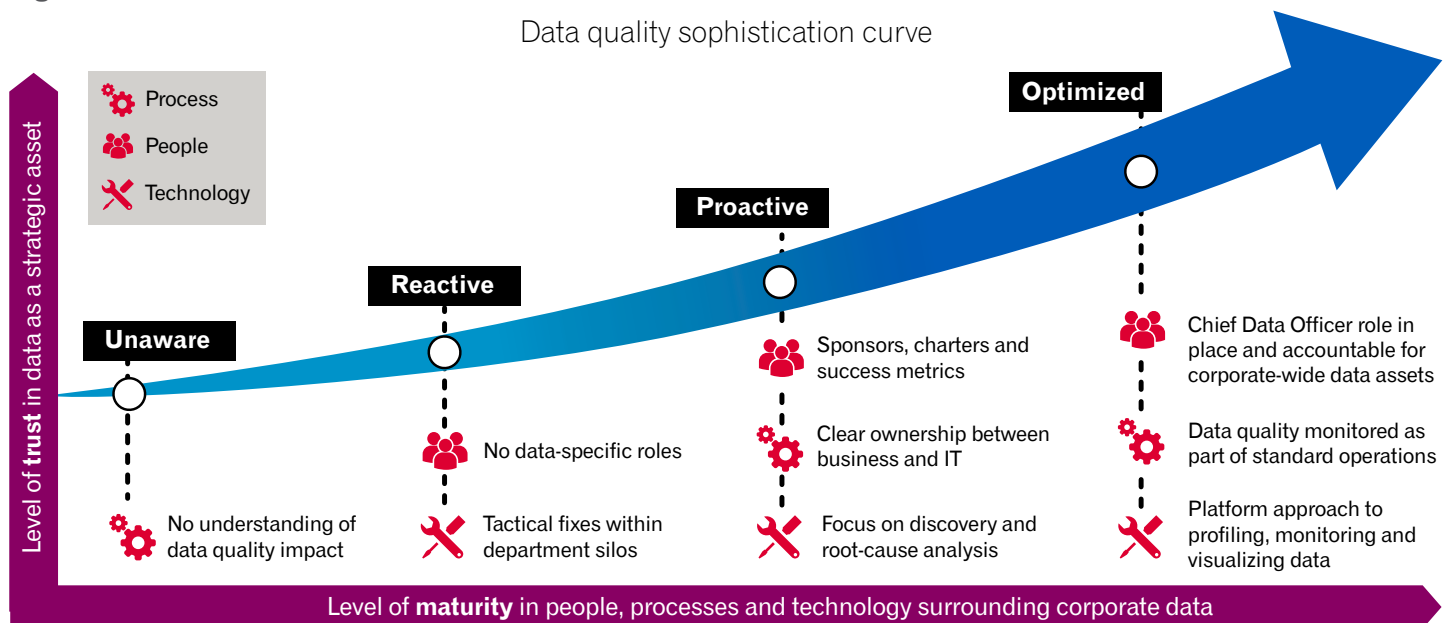 Data quality sophistication curve
Process
People
Technology
Level of trust in data as a strategic asset
Unaware
No understanding of
data quality impact
Reactive
No data-specific roles
Tactical fixes within
department silos
Proactive
Sponsors, charters and
success metrics
Clear ownership between
business and IT
Focus on discovery and
root-cause analysis
Optimized
Chief Data Officer role in
place and accountable for
corporate-wide data assets
Data quality monitored as
part of standard operations
Platform approach to
profiling, monitoring and
visualizing data
Level of maturity in people, processes and technology surrounding corporate data